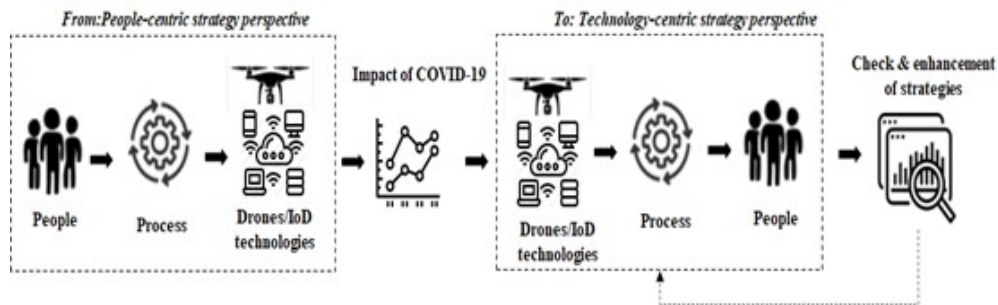 From:People-centric strategy perspective
To: Technology-centric strategy perspective
Impact of COVID-19
Check & enhancement
of strategies
People
Process
Drones/IoD
technologies
Drones/IoD
technologies
Process
People